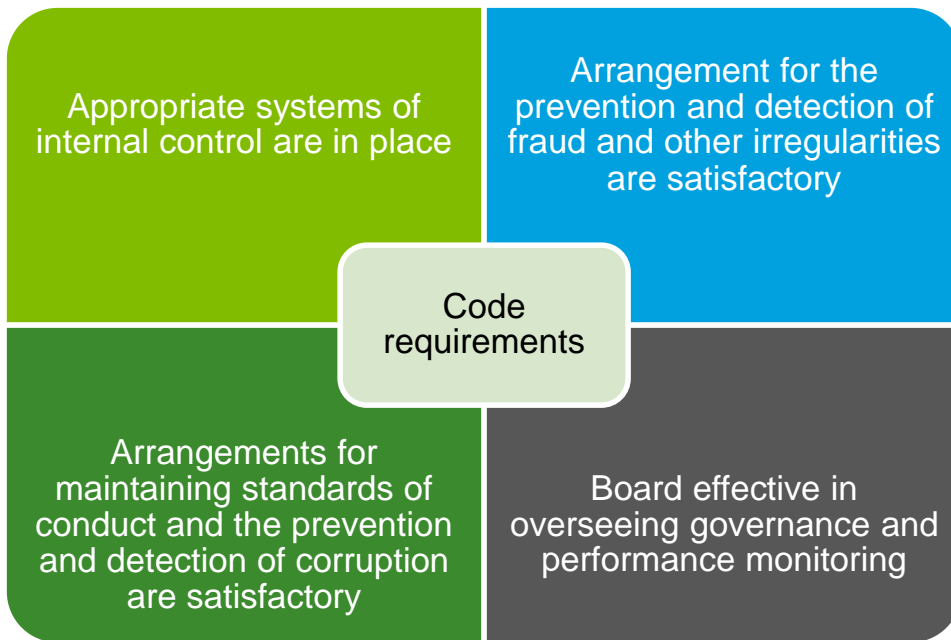 Appropriate systems of
internal control are in place
Arrangement for the
prevention and detection of
fraud and other irregularities
are satisfactory
Code
requirements
Arrangements for
maintaining standards of
conduct and the prevention
and detection of corruption
are satisfactory
Board effective in
overseeing governance and
performance monitoring